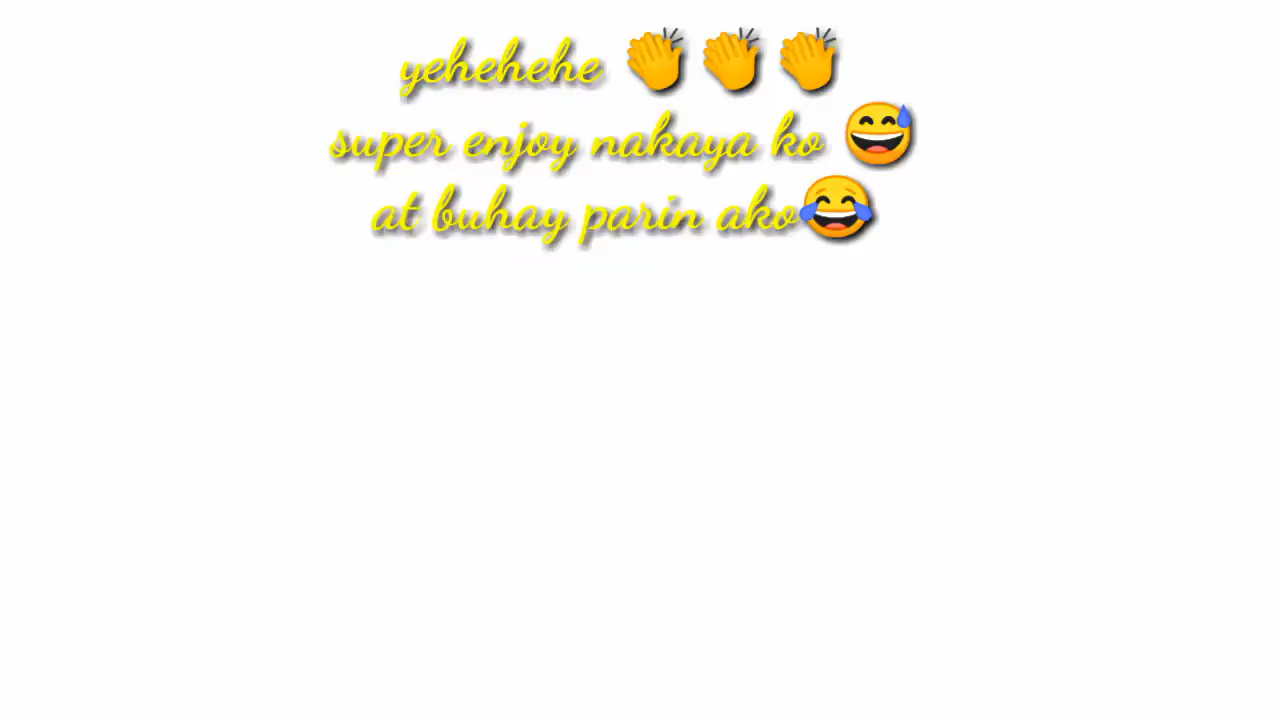 yehehehe 👏 👏 👏
super enjoy nakaya ko 😅
at buhay parin ako😂